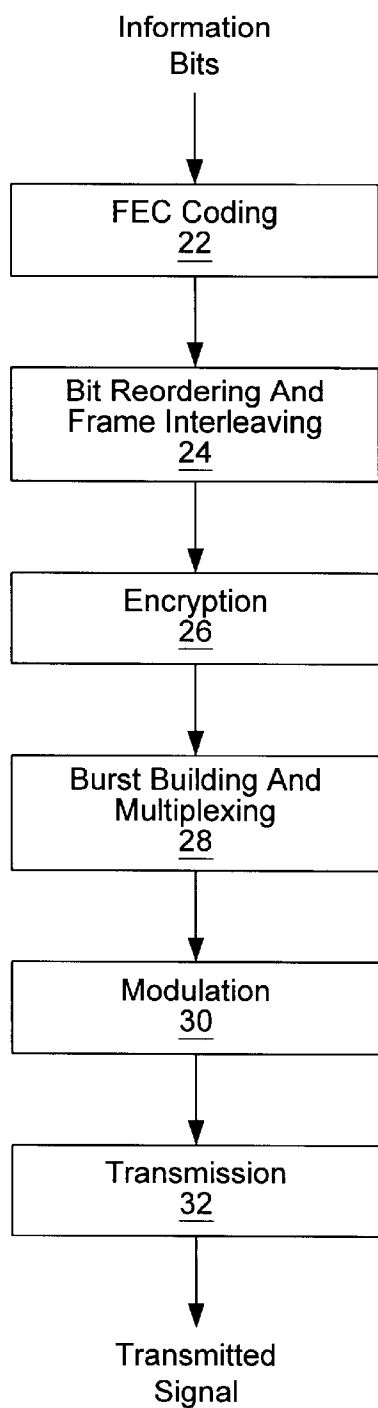 Information
Bits
FEC Coding
22
Bit Reordering And
Frame Interleaving
24
Encryption
26
Burst Building And
Multiplexing
28
Modulation
30
Transmission
32
Transmitted
Signal